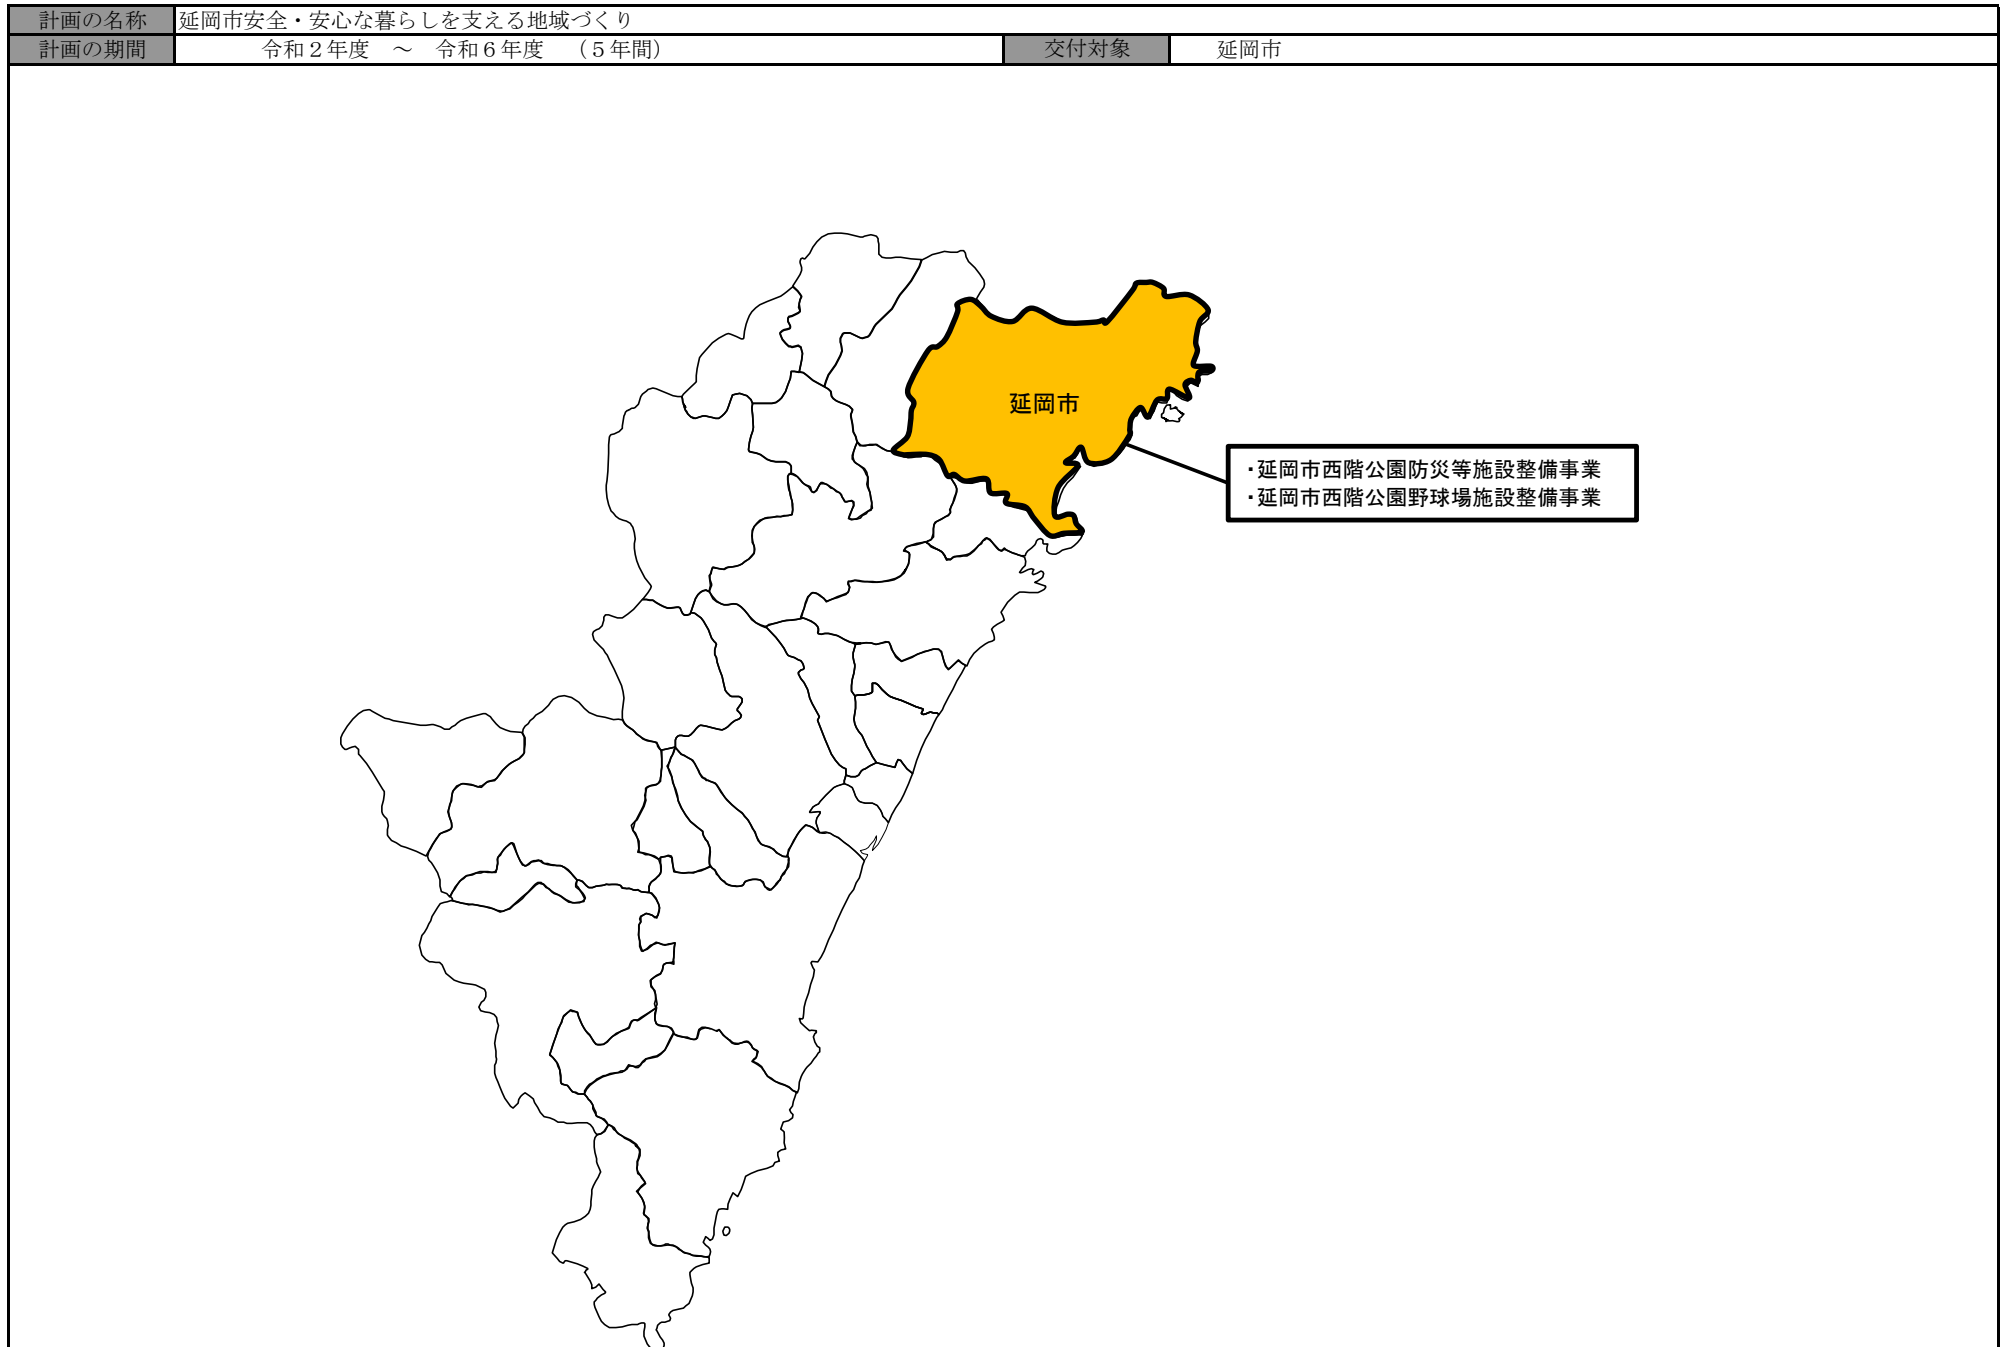 計画の名称 延岡市安全・安心な暮らしを支える地域づくり
計画の期間 令和２年度 ～ 令和６年度 （５年間） 交付対象 延岡市
延岡市
・延岡市西階公園防災等施設整備事業
・延岡市西階公園野球場施設整備事業